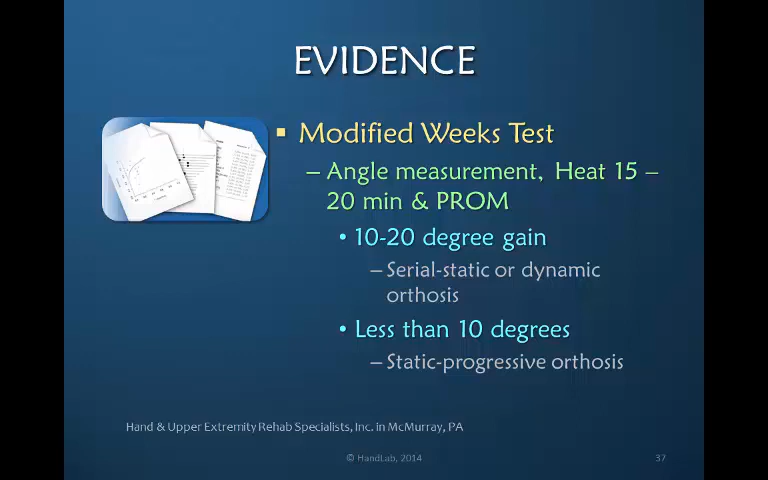 EVIDENCE
▪ Modified Weeks Test
– Angle measurement, Heat 15 –
20 min & PROM
• 10-20 degree gain
– Serial-static or dynamic
orthosis
• Less than 10 degrees
– Static-progressive orthosis
Hand & Upper Extremity Rehab Specialists, Inc. in McMurray, PA
© HandLab, 2014
37